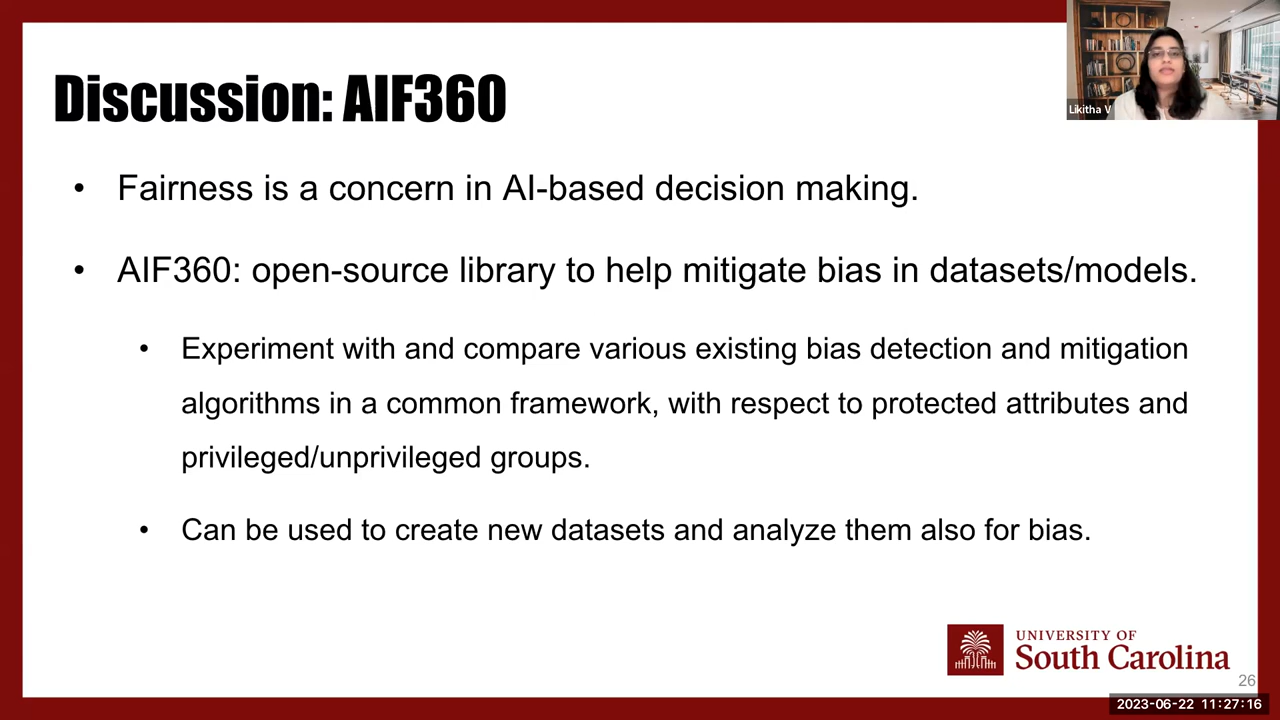 Discussion: AIF360
Likitha V
• Fairness is a concern in AI-based decision making.
• AIF360: open-source library to help mitigate bias in datasets/models.
• Experiment with and compare various existing bias detection and mitigation
algorithms in a common framework, with respect to protected attributes and
privileged/unprivileged groups.
• Can be used to create new datasets and analyze them also for bias.
UNIVERSITY OF
South Carolina
26
2023-06-22 11:27:16